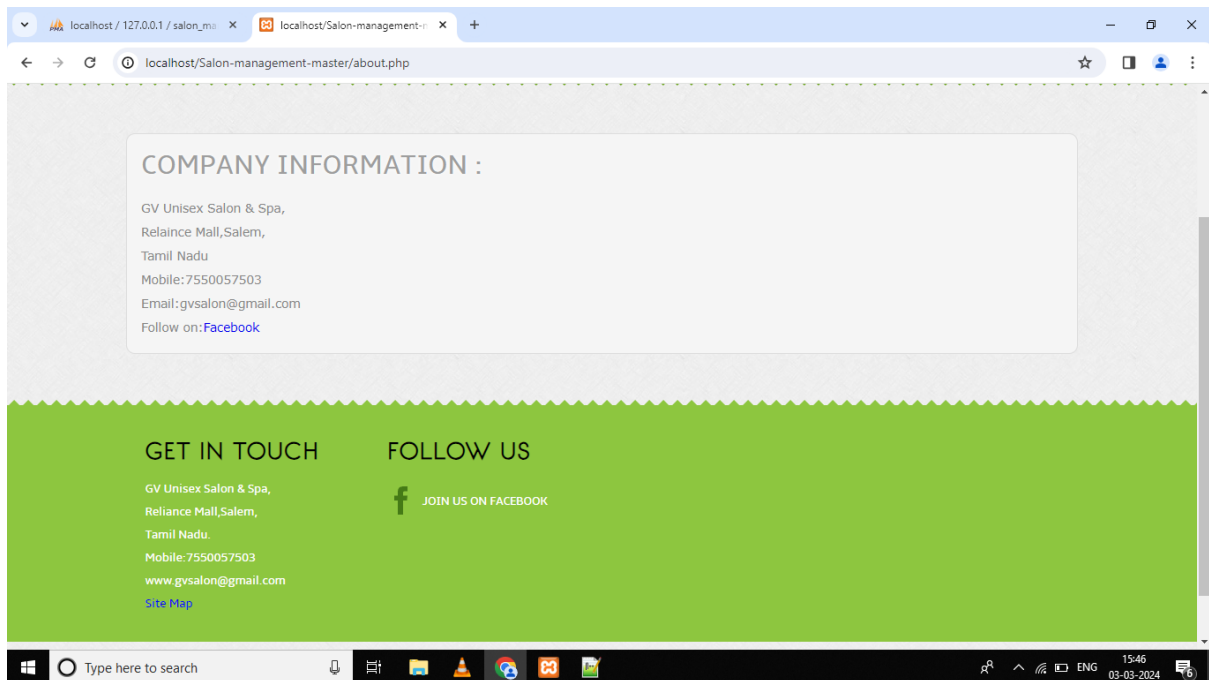 localhost / 127.0.0.1 / salon_ma
localhost/Salon-management-m
localhost/Salon-management-master/about.php
COMPANY INFORMATION :
GV Unisex Salon & Spa,
Relaince Mall,Salem,
Tamil Nadu
Mobile:7550057503
Email:gvsalon@gmail.com
Follow on:Facebook
GET IN TOUCH
GV Unisex Salon & Spa,
Reliance Mall,Salem,
Tamil Nadu.
Mobile:7550057503
www.gvsalon@gmail.com
Site Map
FOLLOW US
JOIN US ON FACEBOOK
Type here to search
ENG
15:46
03-03-2024
6